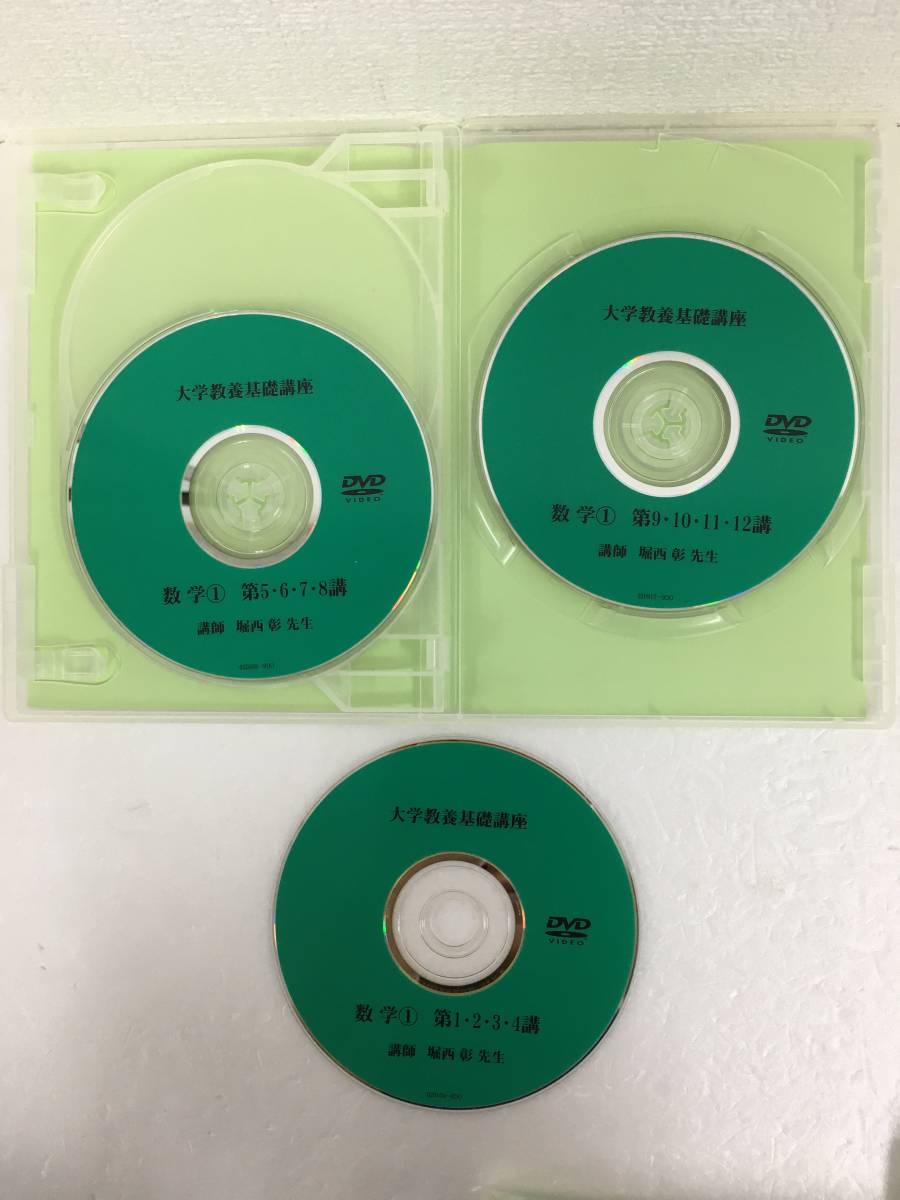 大学教養基礎講座
DVD
VIDEO
数学① 第5・6・7・8講
講師 堀西 彰 先生
大学教養基礎講座
DVD
VIDEO
数学① 第9・10・11・12講
講師 堀西 彰 先生
大学教養基礎講座
DVD
VIDEO
数学① 第1・2・3・4講
講師 堀西 彰 先生